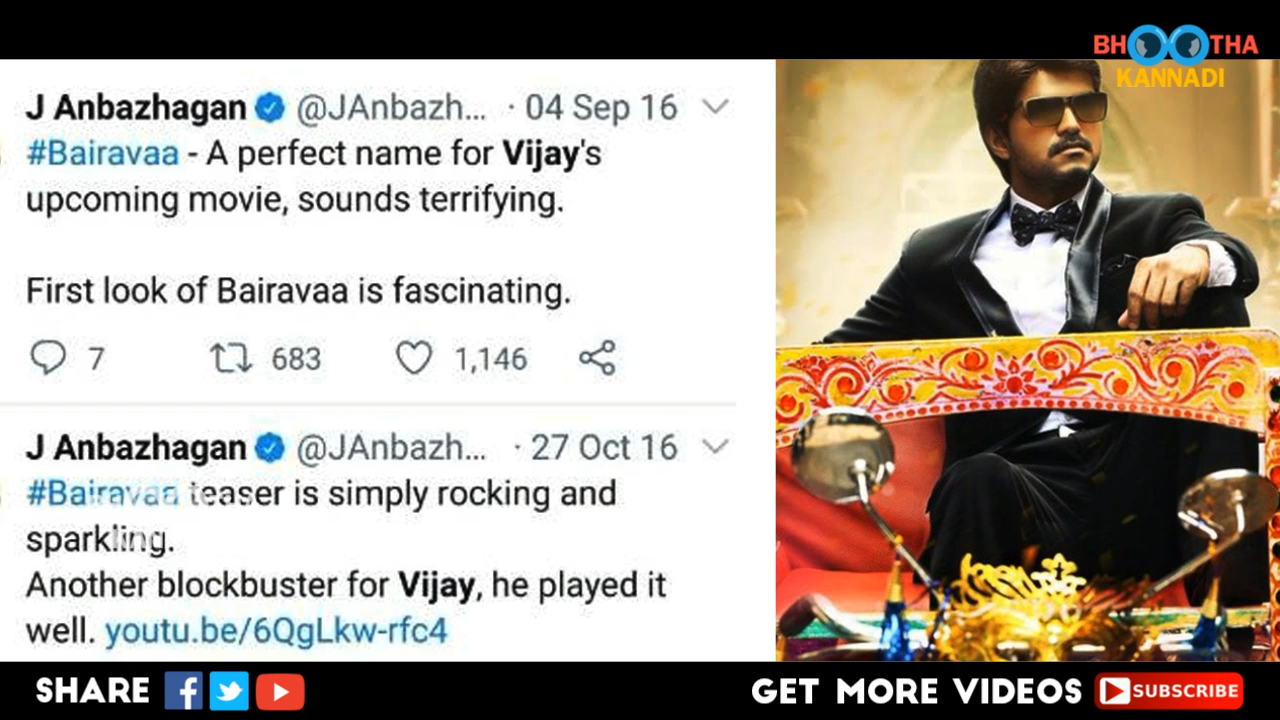 BH THA
KANNADI
J Anbazhagan @JAnbazh... · 04 Sep 16
#Bairavaa - A perfect name for Vijay's
upcoming movie, sounds terrifying.
First look of Bairavaa is fascinating.
7 683 1,146
J Anbazhagan @JAnbazh... · 27 Oct 16
#Bairavaa teaser is simply rocking and
sparkling.
Another blockbuster for Vijay, he played it
well. youtu.be/6QgLkw-rfc4
SHARE
GET MORE VIDEOS SUBSCRIBE